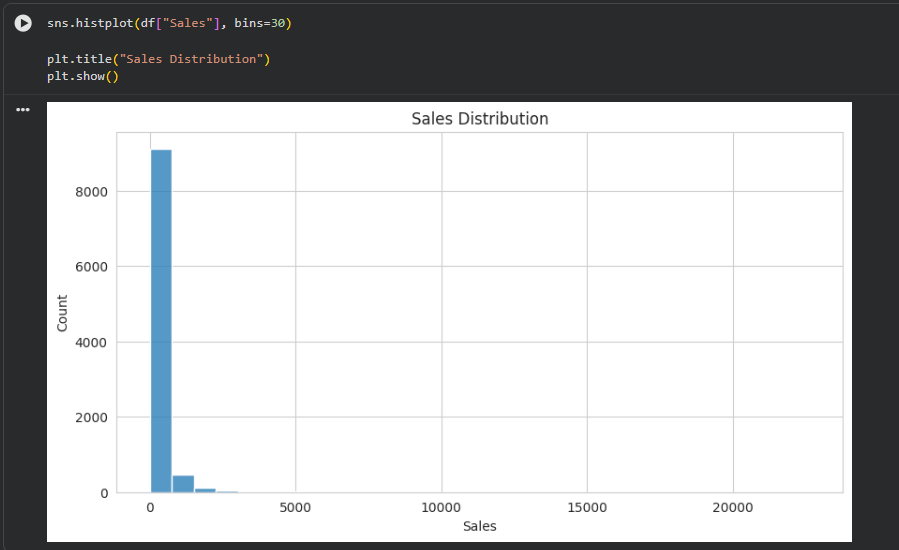 sns.histplot(df["Sales"], bins=30)
plt.title("Sales Distribution")
plt.show()
Sales Distribution
8000
6000
4000
2000
0
Count
0 5000 10000 15000 20000
Sales